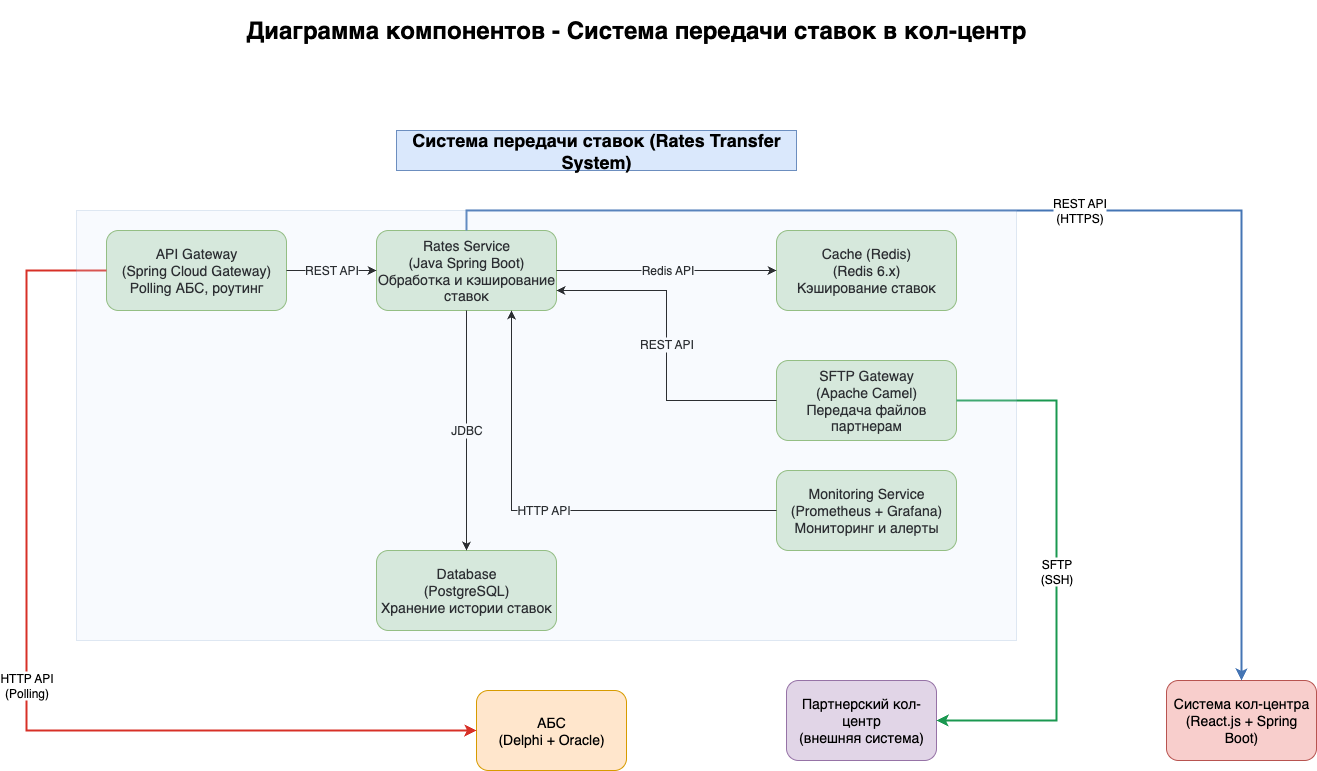 Диаграмма компонентов - Система передачи ставок в кол-центр
Система передачи ставок (Rates Transfer
System)
REST API
(HTTPS)
API Gateway
(Spring Cloud Gateway)
Polling АБС, роутинг
REST API
Rates Service
(Java Spring Boot)
Обработка и кэширование
ставок
Redis API
Cache (Redis)
(Redis 6.x)
Кэширование ставок
REST API
SFTP Gateway
(Apache Camel)
Передача файлов
партнерам
JDBC
Monitoring Service
(Prometheus + Grafana)
Мониторинг и алерты
HTTP API
SFTP
(SSH)
Database
(PostgreSQL)
Хранение истории ставок
HTTP API
(Polling)
АБС
(Delphi + Oracle)
Партнерский кол-
центр
(внешняя система)
Система кол-центра
(React.js + Spring
Boot)